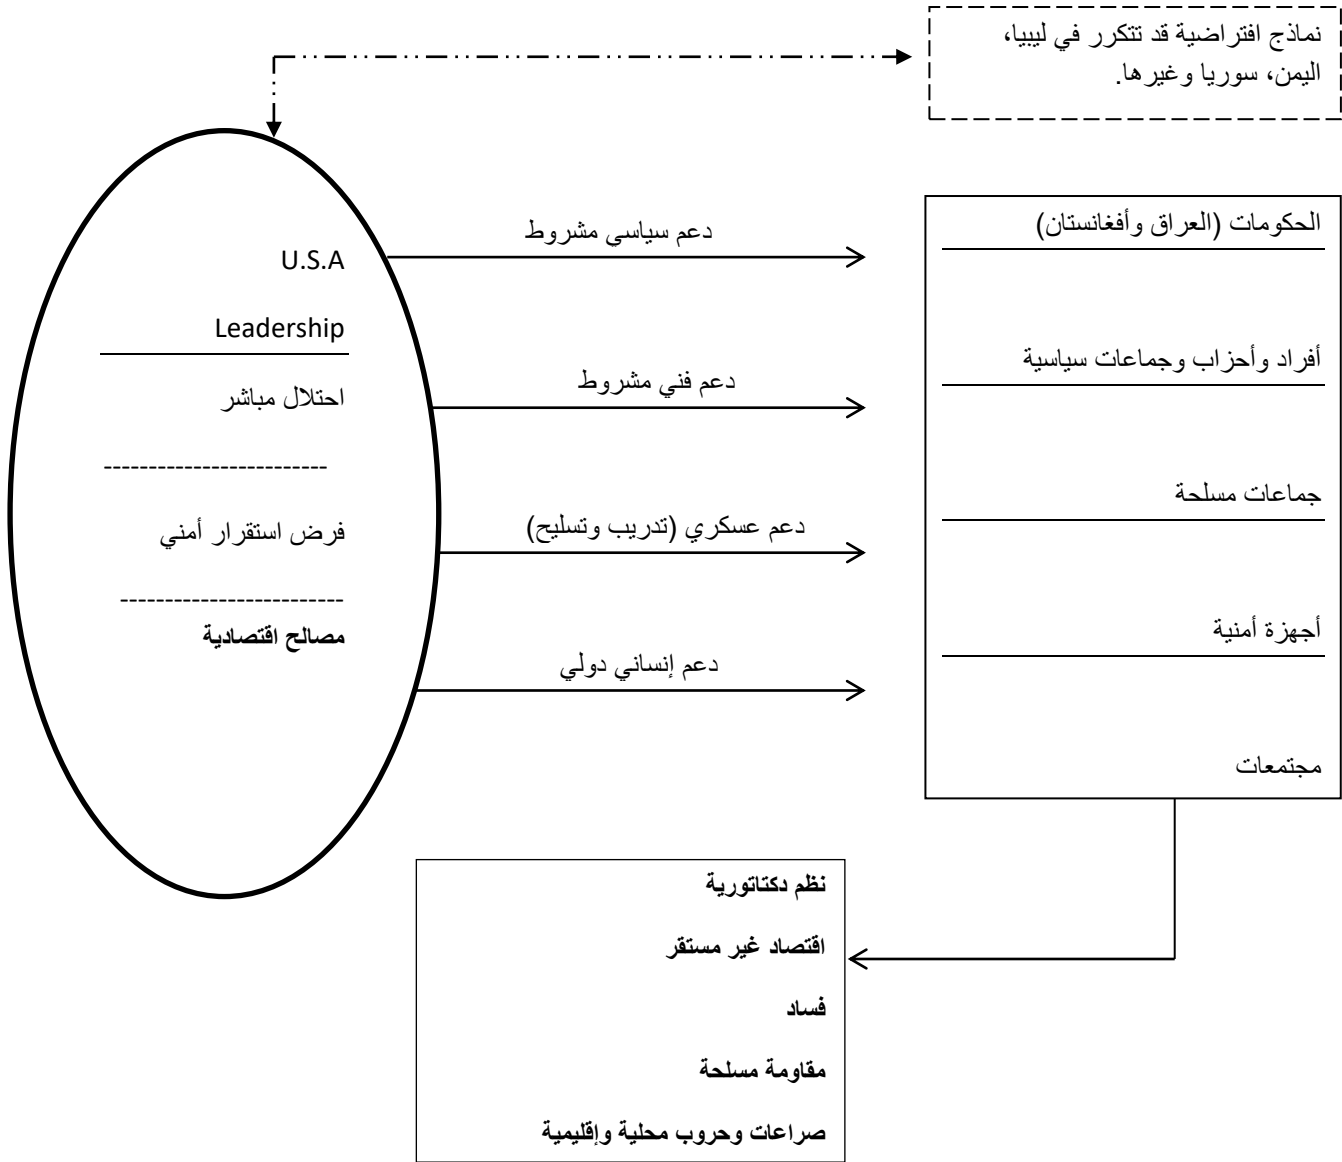 نماذج افتراضية قد تتكرر في ليبيا،
اليمن، سوريا وغيرها.
الحكومات (العراق وأفغانستان)
أفراد وأحزاب وجماعات سياسية
جماعات مسلحة
أجهزة أمنية
مجتمعات
دعم سياسي مشروط
دعم فني مشروط
دعم عسكري (تدريب وتسليح)
دعم إنساني دولي
U.S.A
Leadership
احتلال مباشر
-------------------------
فرض استقرار أمني
-------------------------
مصالح اقتصادية
نظم دكتاتورية
اقتصاد غير مستقر
فساد
مقاومة مسلحة
صراعات وحروب محلية وإقليمية